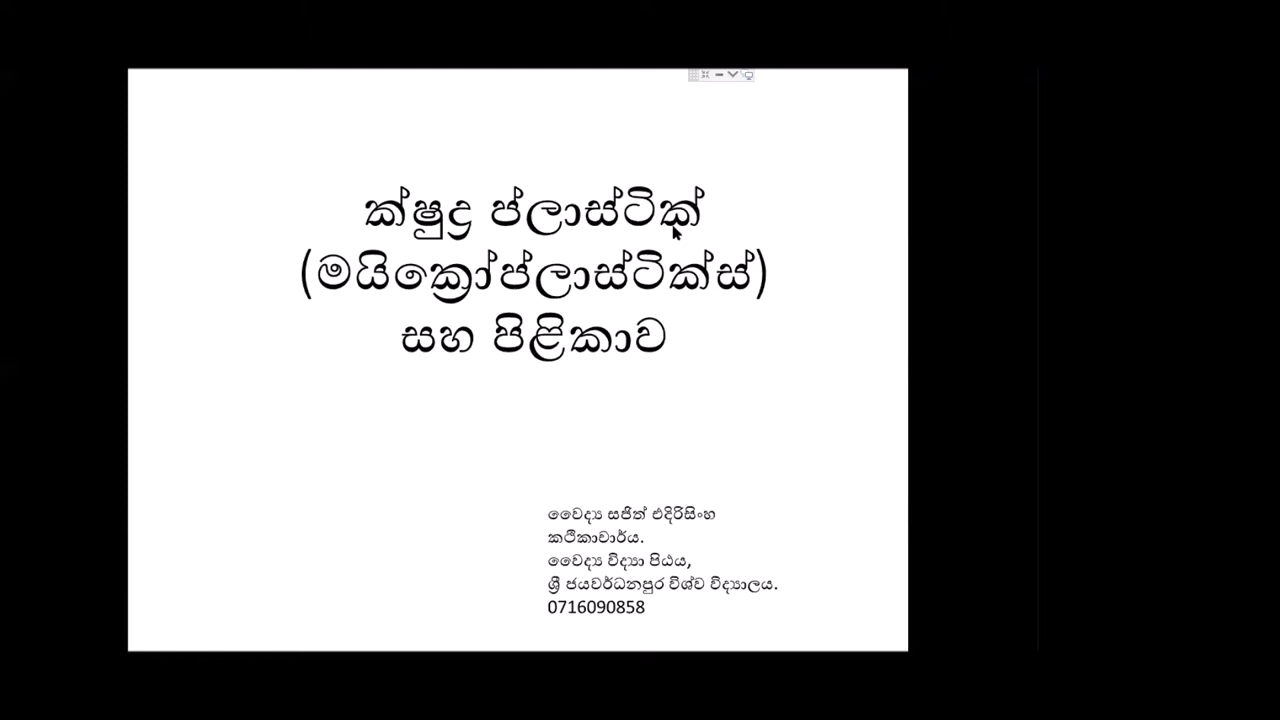 ක්ෂුද්‍ර ප්ලාස්ටික්
(මයික්‍රෝප්ලාස්ටික්ස්)
සහ පිළිකාව
වෛද්‍ය සජිත් එදිරිසිංහ
කථිකාචාර්ය.
වෛද්‍ය විද්‍යා පිඨය,
ශ්‍රී ජයවර්ධනපුර විශ්ව විද්‍යාලය.
0716090858